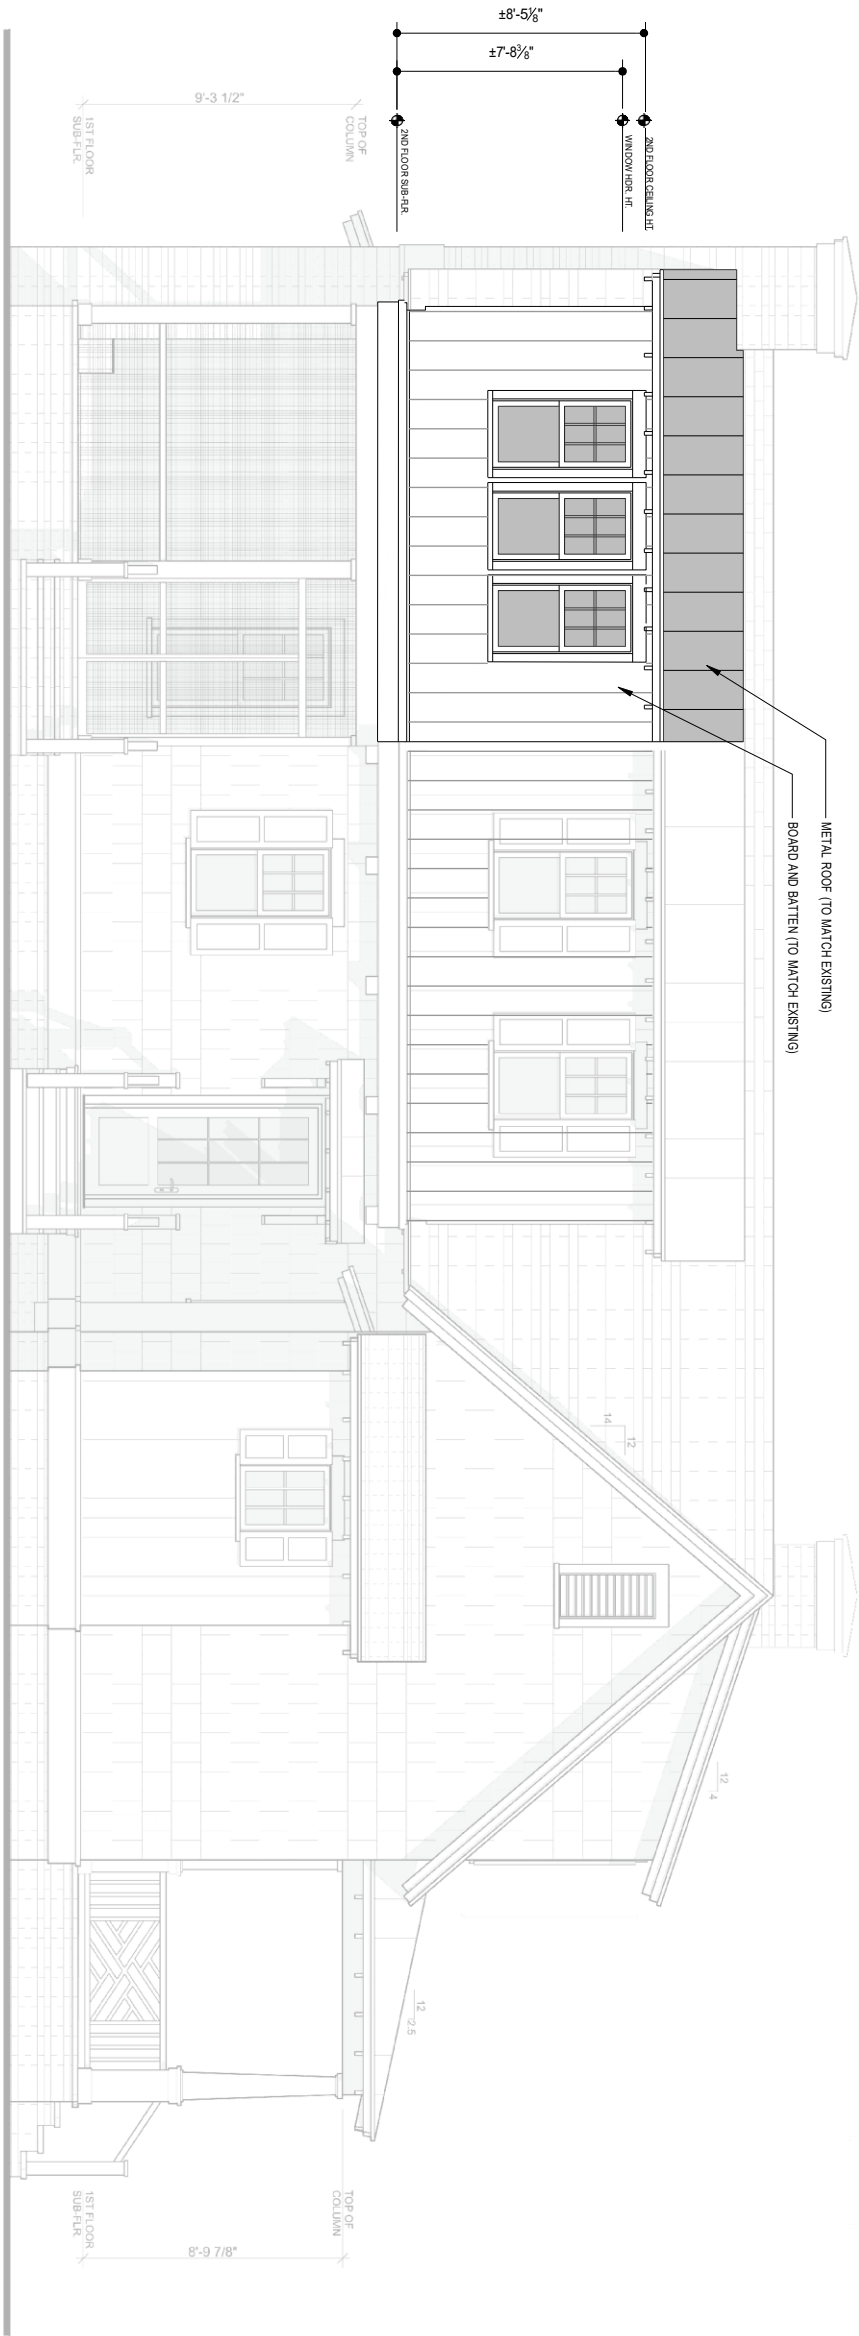 ±8'-5⅛"
±7'-8⅜"
2ND FLOOR CEILING HT.
WINDOW HDR. HT.
2ND FLOOR SUB-FLR.
9'-3 1/2"
TOP OF
COLUMN
1ST FLOOR
SUB-FLR.
METAL ROOF (TO MATCH EXISTING)
BOARD AND BATTEN (TO MATCH EXISTING)
12
14
12
4
12
2.5
TOP OF
COLUMN
1ST FLOOR
SUB-FLR
8'-9 7/8"